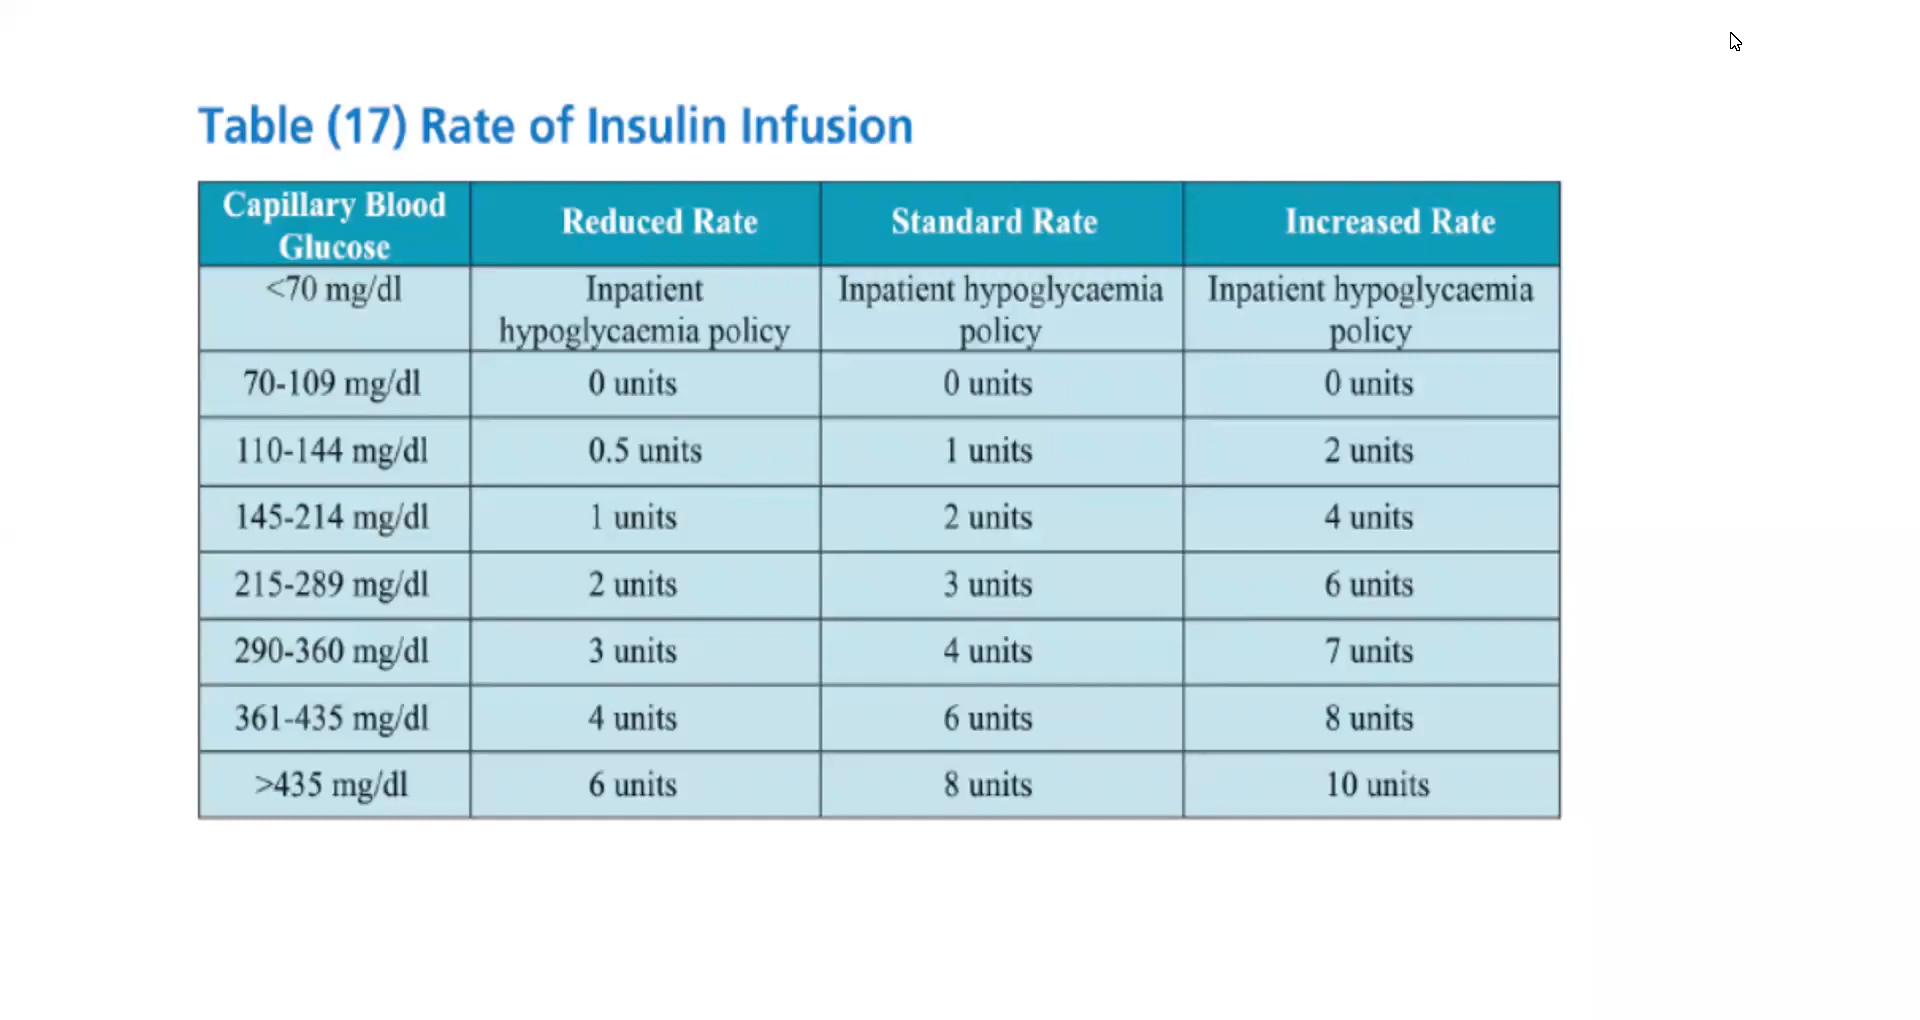 Table (17) Rate of Insulin Infusion
Capillary Blood Glucose Reduced Rate Standard Rate Increased Rate
<70 mg/dl Inpatient hypoglycaemia policy Inpatient hypoglycaemia policy Inpatient hypoglycaemia policy
70-109 mg/dl 0 units 0 units 0 units
110-144 mg/dl 0.5 units 1 units 2 units
145-214 mg/dl 1 units 2 units 4 units
215-289 mg/dl 2 units 3 units 6 units
290-360 mg/dl 3 units 4 units 7 units
361-435 mg/dl 4 units 6 units 8 units
>435 mg/dl 6 units 8 units 10 units